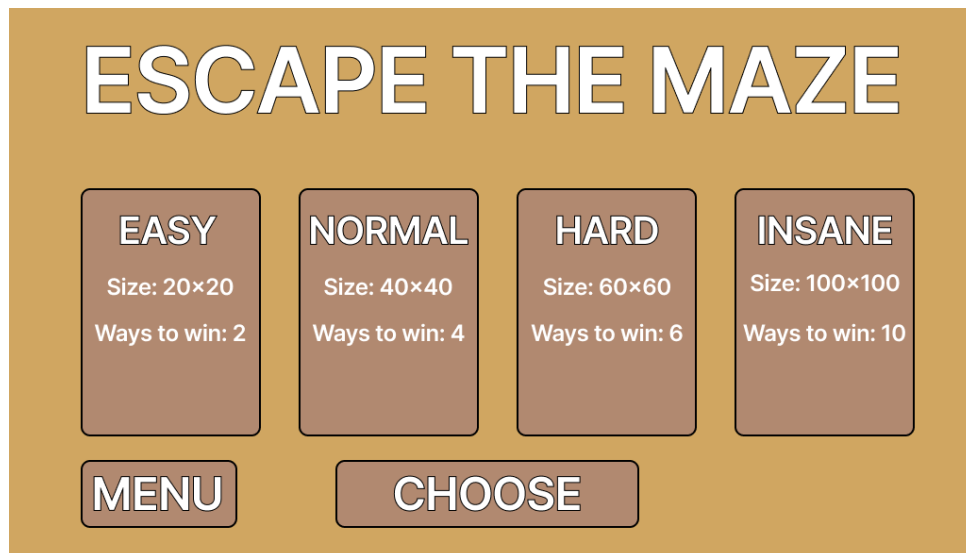 ESCAPE THE MAZE
EASY
Size: 20×20
Ways to win: 2
NORMAL
Size: 40×40
Ways to win: 4
HARD
Size: 60×60
Ways to win: 6
INSANE
Size: 100×100
Ways to win: 10
MENU
CHOOSE